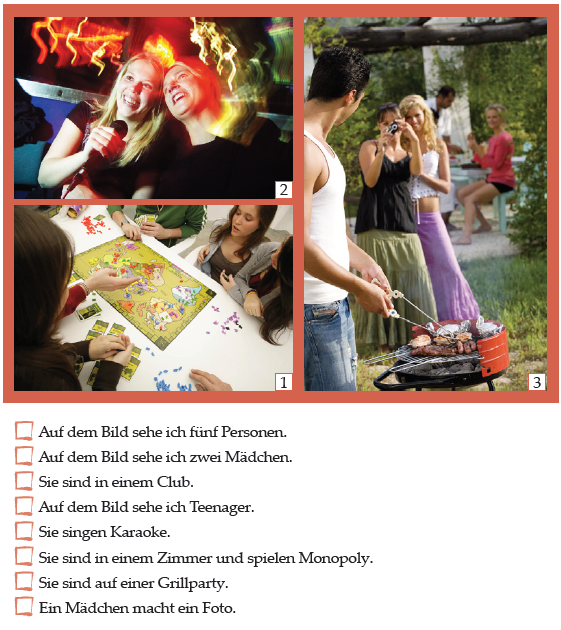 2
1
3
Auf dem Bild sehe ich fünf Personen.
Auf dem Bild sehe ich zwei Mädchen.
Sie sind in einem Club.
Auf dem Bild sehe ich Teenager.
Sie singen Karaoke.
Sie sind in einem Zimmer und spielen Monopoly.
Sie sind auf einer Grillparty.
Ein Mädchen macht ein Foto.